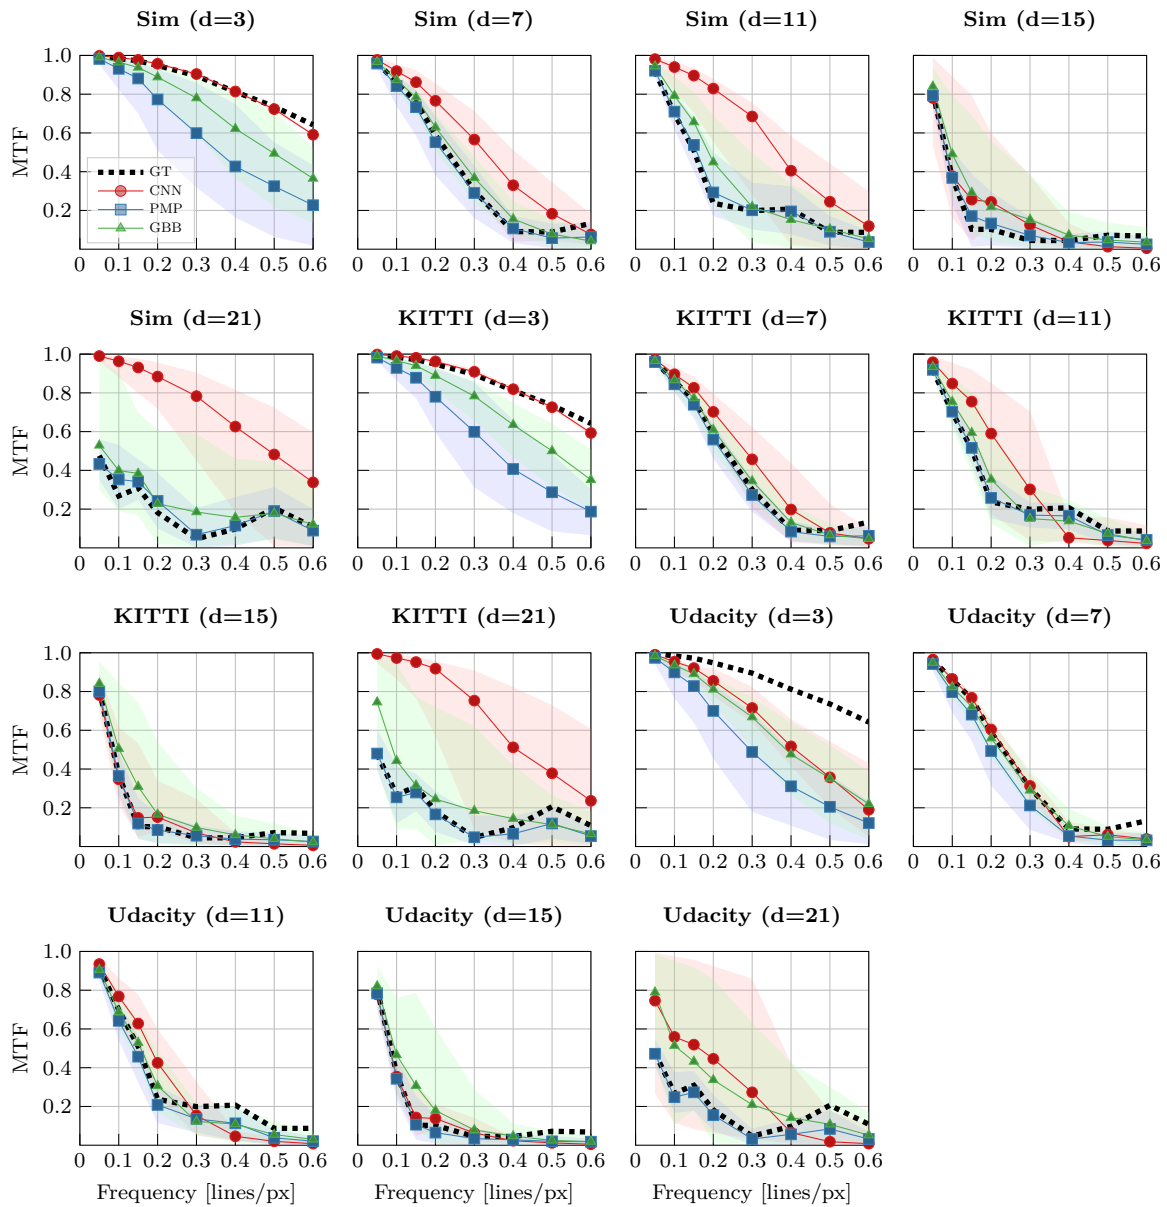 Sim (d=3) Sim (d=7) Sim (d=11) Sim (d=15)
1.0
0.8
0.6
0.4
0.2
MTF
GT
CNN
PMP
GBB
0 0.1 0.2 0.3 0.4 0.5 0.6 0 0.1 0.2 0.3 0.4 0.5 0.6 0 0.1 0.2 0.3 0.4 0.5 0.6 0 0.1 0.2 0.3 0.4 0.5 0.6
Sim (d=21) KITTI (d=3) KITTI (d=7) KITTI (d=11)
1.0
0.8
0.6
0.4
0.2
MTF
0 0.1 0.2 0.3 0.4 0.5 0.6 0 0.1 0.2 0.3 0.4 0.5 0.6 0 0.1 0.2 0.3 0.4 0.5 0.6 0 0.1 0.2 0.3 0.4 0.5 0.6
KITTI (d=15) KITTI (d=21) Udacity (d=3) Udacity (d=7)
1.0
0.8
0.6
0.4
0.2
MTF
0 0.1 0.2 0.3 0.4 0.5 0.6 0 0.1 0.2 0.3 0.4 0.5 0.6 0 0.1 0.2 0.3 0.4 0.5 0.6 0 0.1 0.2 0.3 0.4 0.5 0.6
Udacity (d=11) Udacity (d=15) Udacity (d=21)
1.0
0.8
0.6
0.4
0.2
MTF
0 0.1 0.2 0.3 0.4 0.5 0.6 0 0.1 0.2 0.3 0.4 0.5 0.6 0 0.1 0.2 0.3 0.4 0.5 0.6
Frequency [lines/px] Frequency [lines/px] Frequency [lines/px]